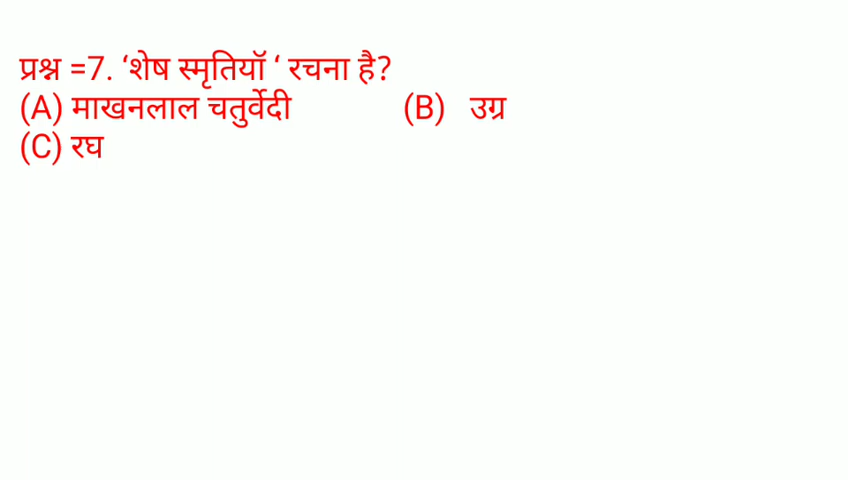 प्रश्न =7. ‘शेष स्मृतियॉ ‘ रचना है?
(A) माखनलाल चतुर्वेदी (B) उग्र
(C) रघ